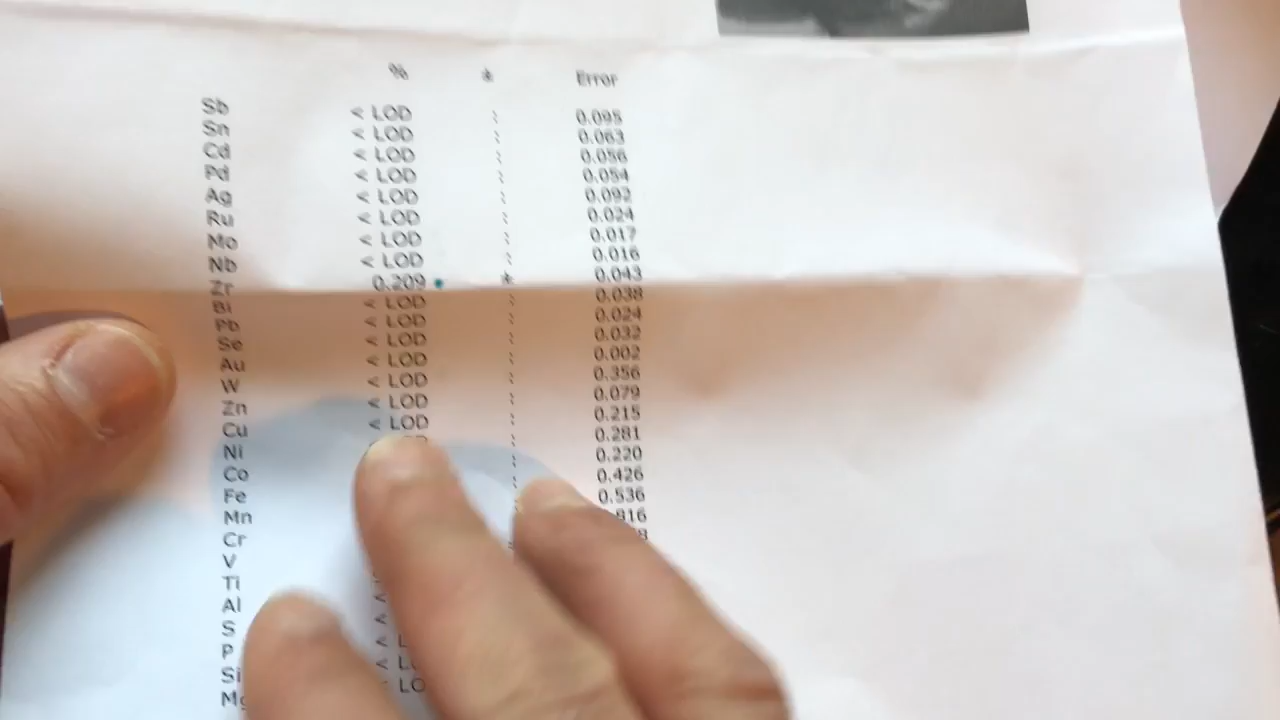 % * Error
Sb < LOD ~ 0.095
Sn < LOD ~ 0.063
Cd < LOD ~ 0.056
Pd < LOD ~ 0.054
Ag < LOD ~ 0.092
Ru < LOD ~ 0.024
Mo < LOD ~ 0.017
Nb < LOD ~ 0.016
Zr 0.209 * 0.043
Bi < LOD ~ 0.038
Pb < LOD ~ 0.024
Se < LOD ~ 0.032
Au < LOD ~ 0.002
W < LOD ~ 0.356
Zn < LOD ~ 0.079
Cu < LOD ~ 0.215
Ni ~ 0.281
Co ~ 0.220
Fe ~ 0.426
Mn 0.536
Cr
V
Ti
Al <
S <
P <
Si <
Mg